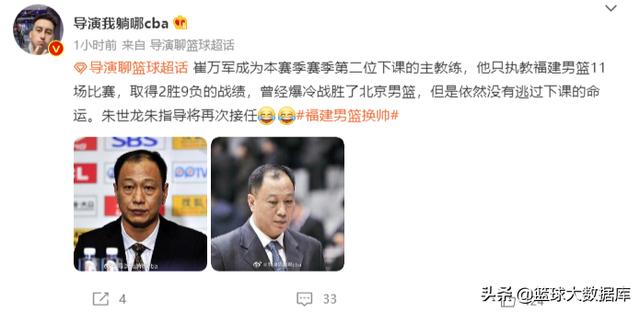 导演我躺哪cba
1小时前 来自 导演聊篮球超话
导演聊篮球超话 崔万军成为本赛季赛季第二位下课的主教练，他只执教福建男篮11
场比赛，取得2胜9负的战绩，曾经爆冷战胜了北京男篮，但是依然没有逃过下课的命
运。朱世龙朱指导将再次接任😂😂#福建男篮换帅#
SBL
4
33
24
头条 @篮球大数据库